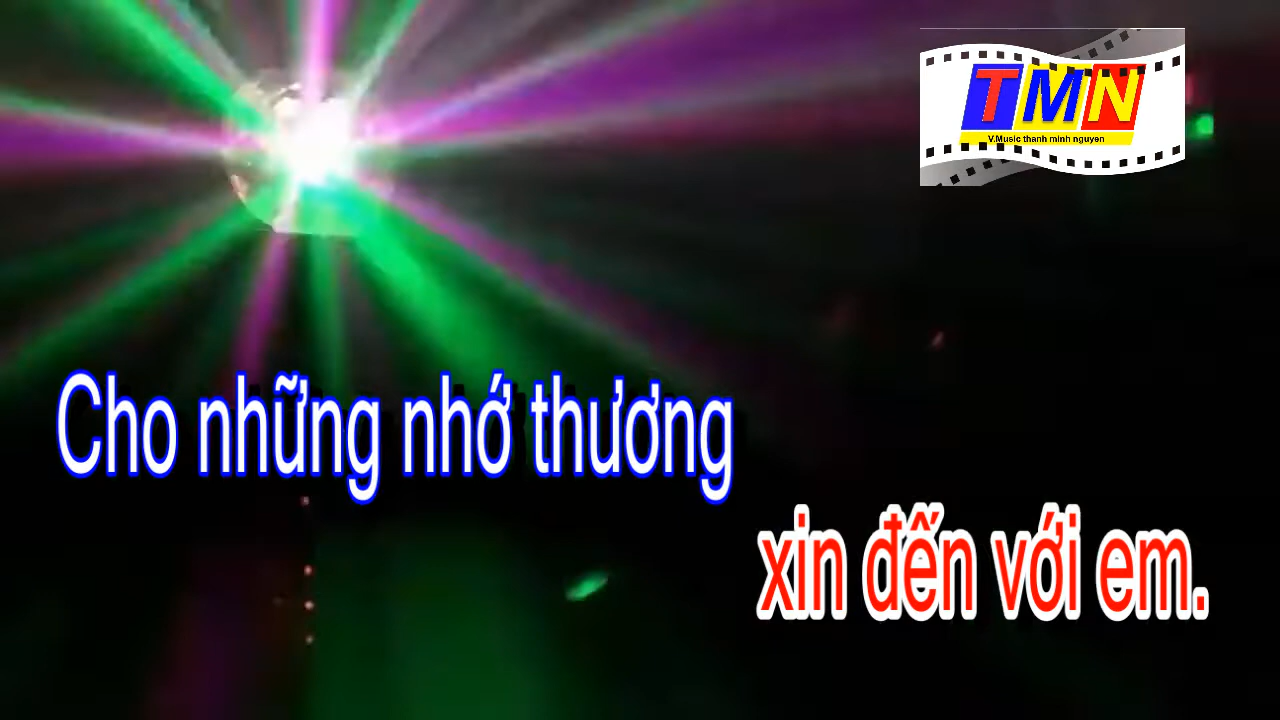 TMN
V.Music thanh minh nguyen
Cho những nhớ thương
xin đến với em.